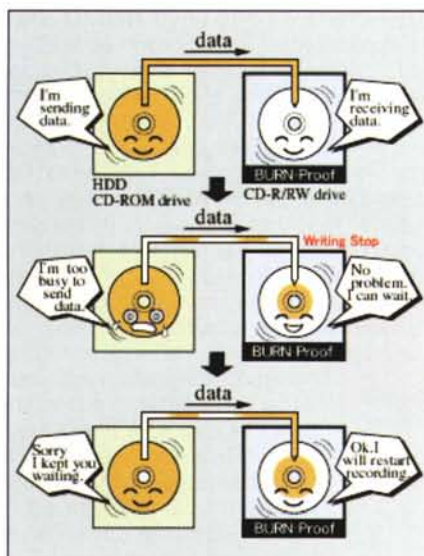 data
I'm
sending
data.
I'm
receiving
data.
BURN-Proof
HDD
CD-ROM drive
CD-R/RW drive
data
Writing Stop
I'm too
busy to
send
data.
No
problem.
I can wait.
BURN-Proof
data
Sorry
I kept you
waiting.
Ok.I
will restart
recording.
BURN-Proof